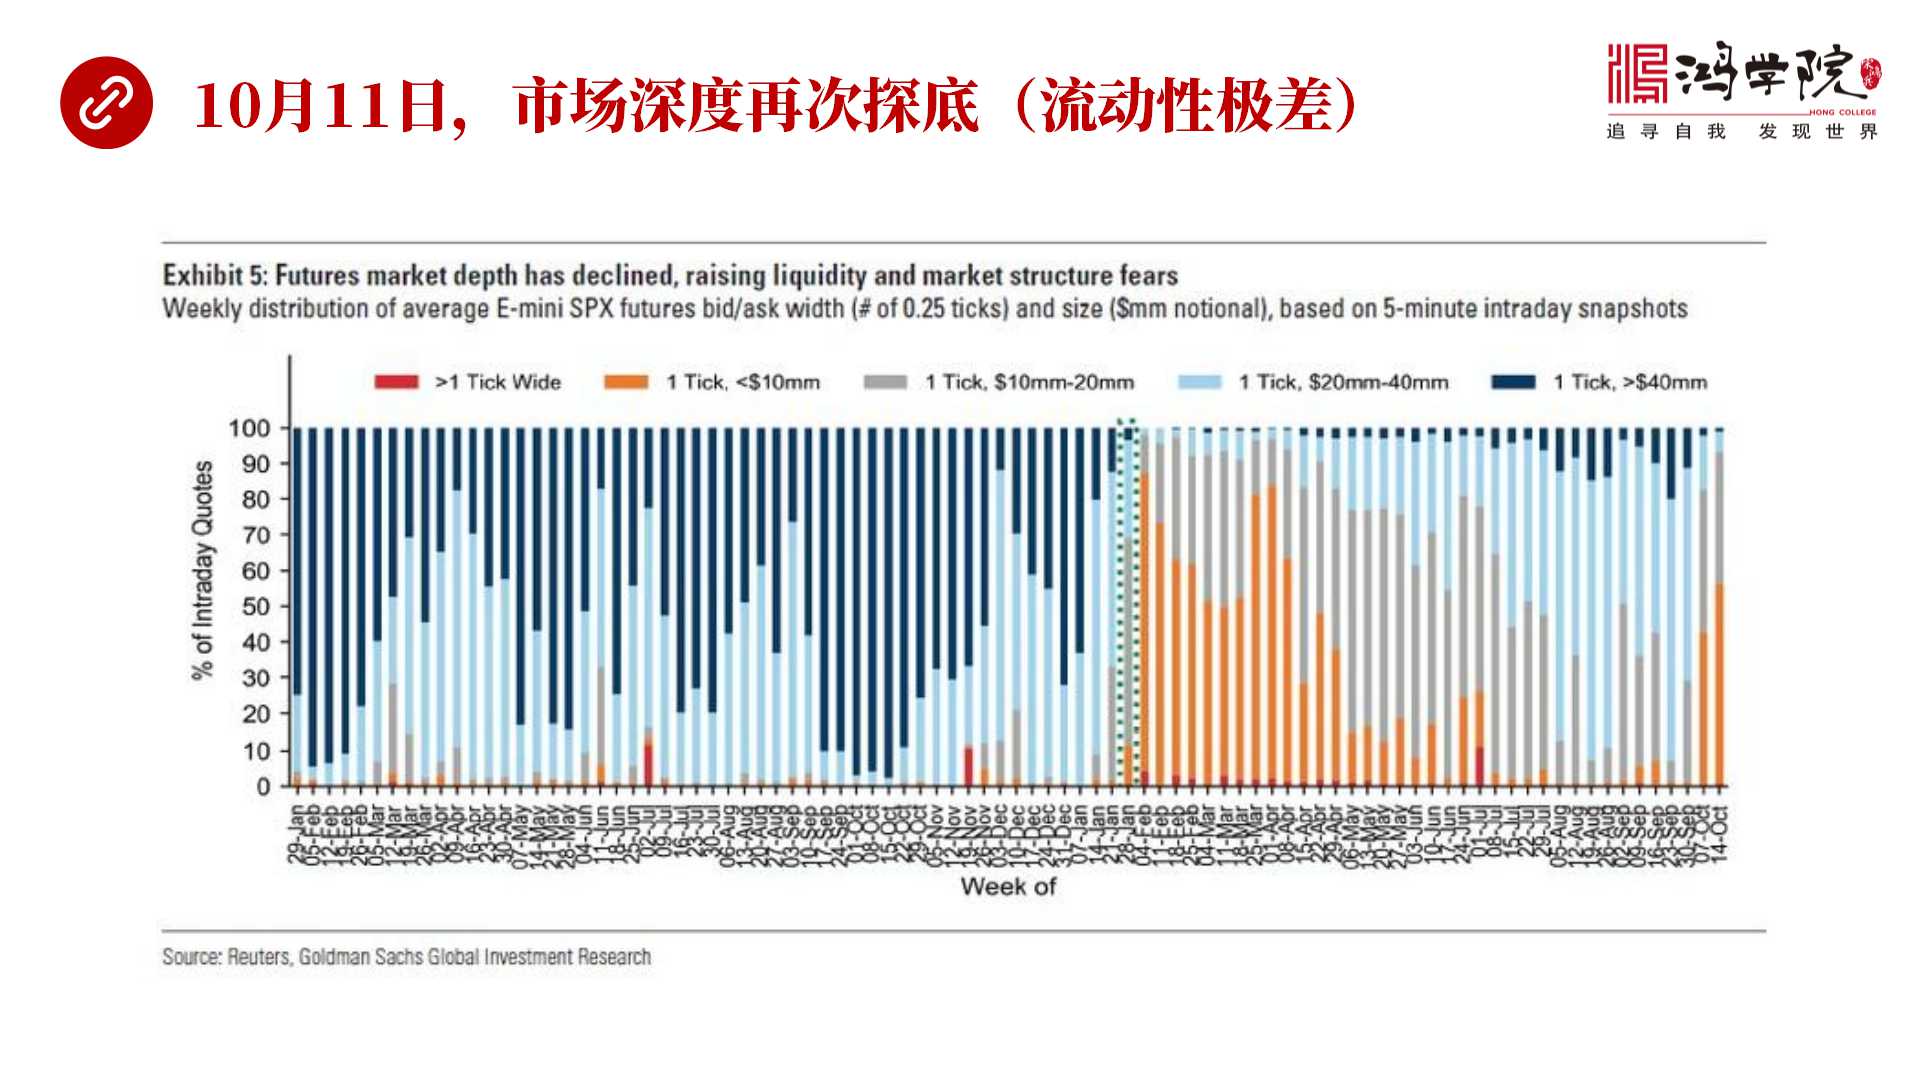 10月11日，市场深度再次探底（流动性极差）
鸿学院
HONG COLLEGE
追寻自我 发现世界
Exhibit 5: Futures market depth has declined, raising liquidity and market structure fears
Weekly distribution of average E-mini SPX futures bid/ask width (# of 0.25 ticks) and size ($mm notional), based on 5-minute intraday snapshots
>1 Tick Wide 1 Tick, <$10mm 1 Tick, $10mm-20mm 1 Tick, $20mm-40mm 1 Tick, >$40mm
% of Intraday Quotes
100
90
80
70
60
50
40
30
20
10
0
29-Jan 05-Feb 12-Feb 19-Feb 26-Feb 05-Mar 12-Mar 19-Mar 26-Mar 02-Apr 09-Apr 16-Apr 23-Apr 30-Apr 07-May 14-May 21-May 28-May 04-Jun 11-Jun 18-Jun 25-Jun 02-Jul 09-Jul 16-Jul 23-Jul 30-Jul 06-Aug 13-Aug 20-Aug 27-Aug 03-Sep 10-Sep 17-Sep 24-Sep 01-Oct 08-Oct 15-Oct 22-Oct 29-Oct 05-Nov 12-Nov 19-Nov 26-Nov 03-Dec 10-Dec 17-Dec 24-Dec 31-Dec 07-Jan 14-Jan 21-Jan 28-Jan 04-Feb 11-Feb 18-Feb 25-Feb 04-Mar 11-Mar 18-Mar 25-Mar 01-Apr 08-Apr 15-Apr 22-Apr 29-Apr 06-May 13-May 20-May 27-May 03-Jun 10-Jun 17-Jun 24-Jun 01-Jul 08-Jul 15-Jul 22-Jul 29-Jul 05-Aug 12-Aug 19-Aug 26-Aug 02-Sep 09-Sep 16-Sep 23-Sep 30-Sep 07-Oct 14-Oct
Week of
Source: Reuters, Goldman Sachs Global Investment Research